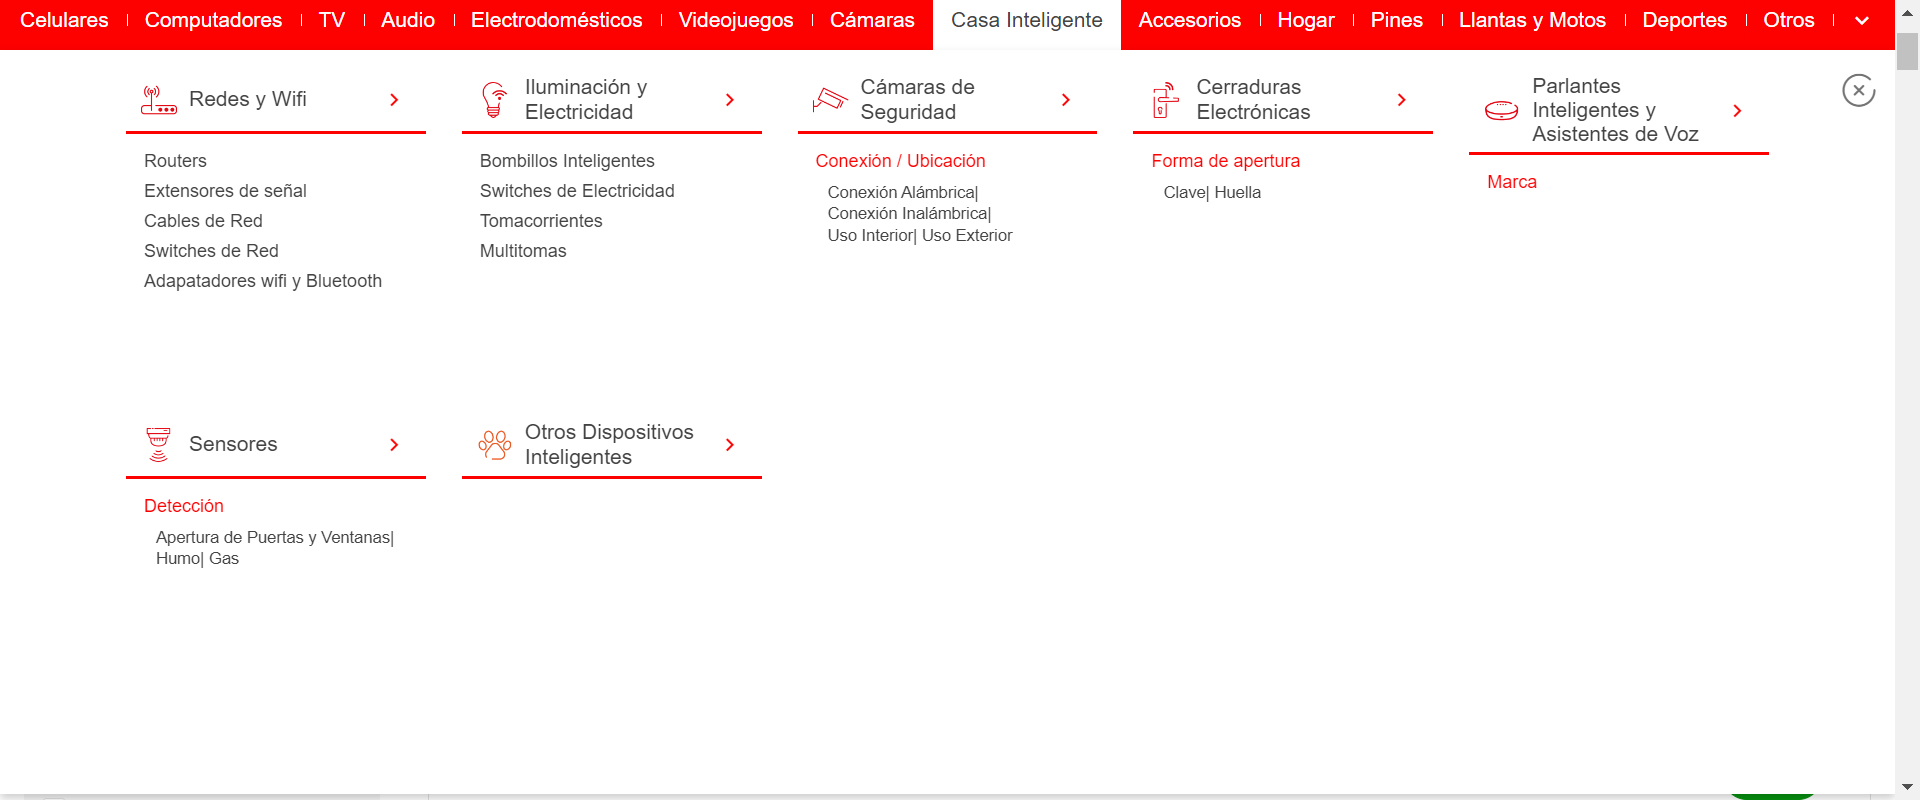 Celulares Computadores TV Audio Electrodomésticos Videojuegos Cámaras Casa Inteligente Accesorios Hogar Pines Llantas y Motos Deportes Otros
Redes y Wifi
Routers
Extensores de señal
Cables de Red
Switches de Red
Adapatadores wifi y Bluetooth
Iluminación y
Electricidad
Bombillos Inteligentes
Switches de Electricidad
Tomacorrientes
Multitomas
Cámaras de
Seguridad
Conexión / Ubicación
Conexión Alámbrica|
Conexión Inalámbrica|
Uso Interior| Uso Exterior
Cerraduras
Electrónicas
Forma de apertura
Clave| Huella
Parlantes
Inteligentes y
Asistentes de Voz
Marca
Sensores
Detección
Apertura de Puertas y Ventanas|
Humo| Gas
Otros Dispositivos
Inteligentes